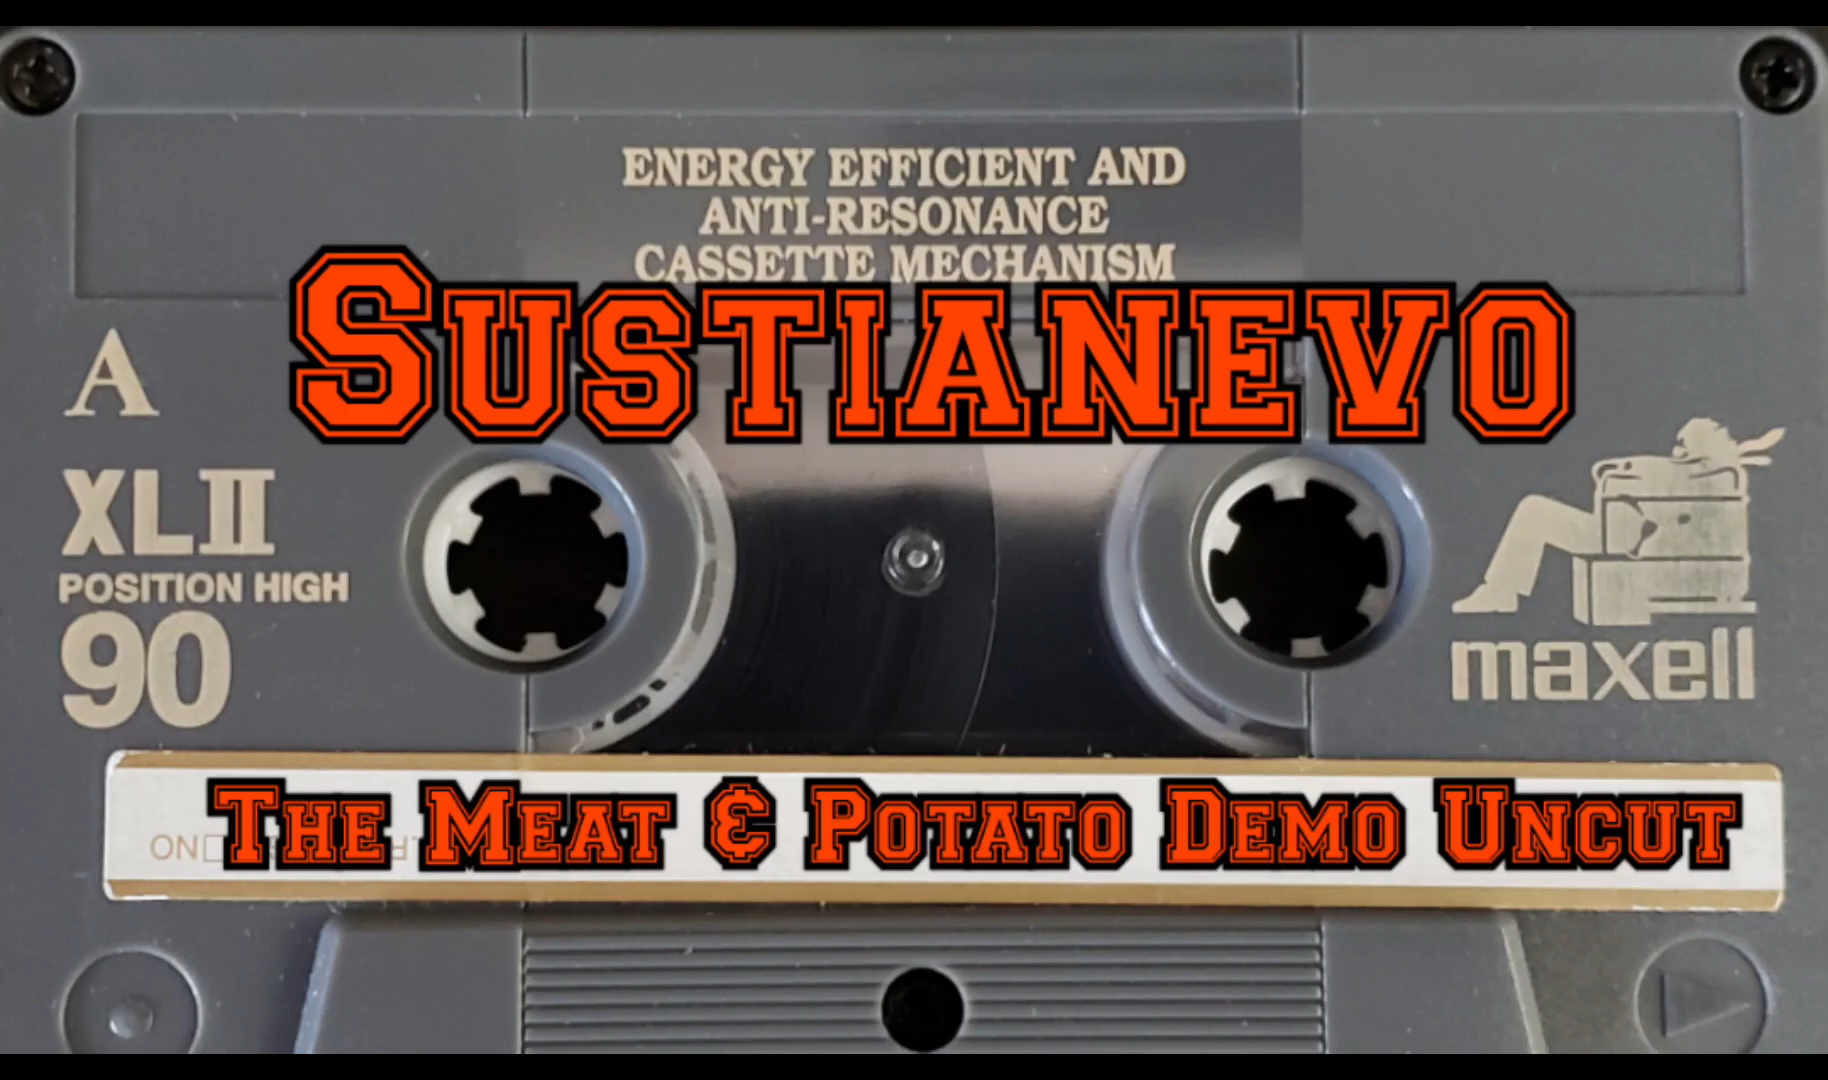 ENERGY EFFICIENT AND
ANTI-RESONANCE
CASSETTE MECHANISM
SUSTIANEVO
A
XLII
POSITION HIGH
90
maxell
THE MEAT & POTATO DEMO UNCUT
ON